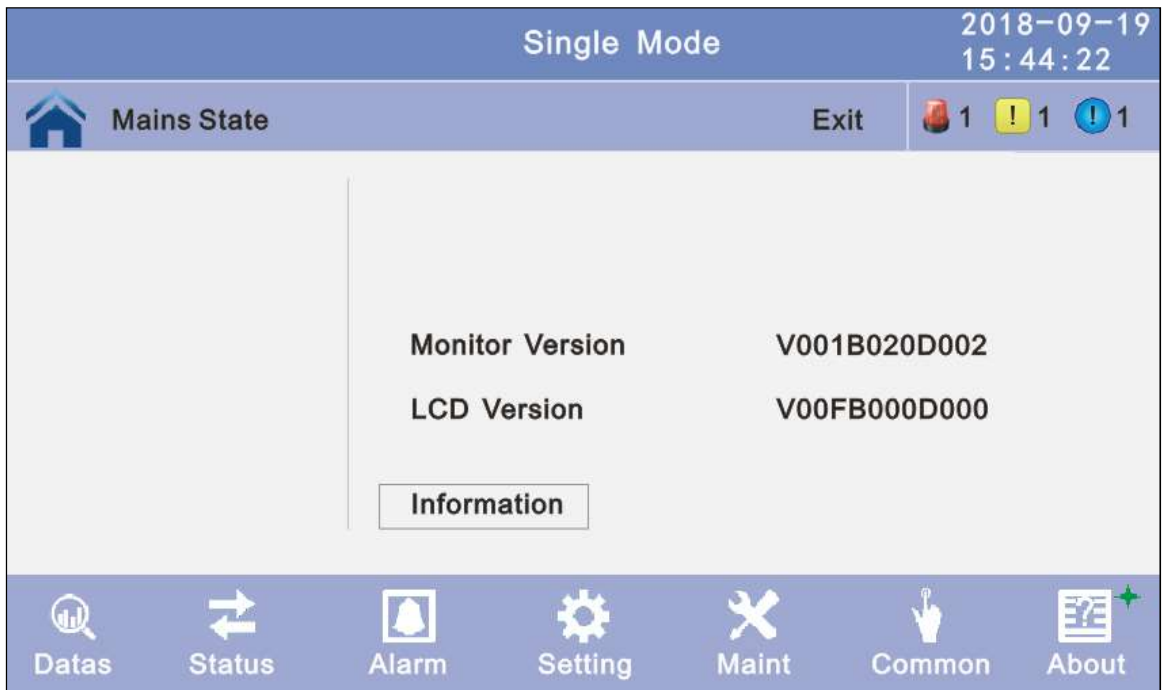 Single Mode
2018-09-19
15:44:22
Mains State Exit 1 ! 1 ! 1
Monitor Version V001B020D002
LCD Version V00FB000D000
Information
?
Datas Status Alarm Setting Maint Common About